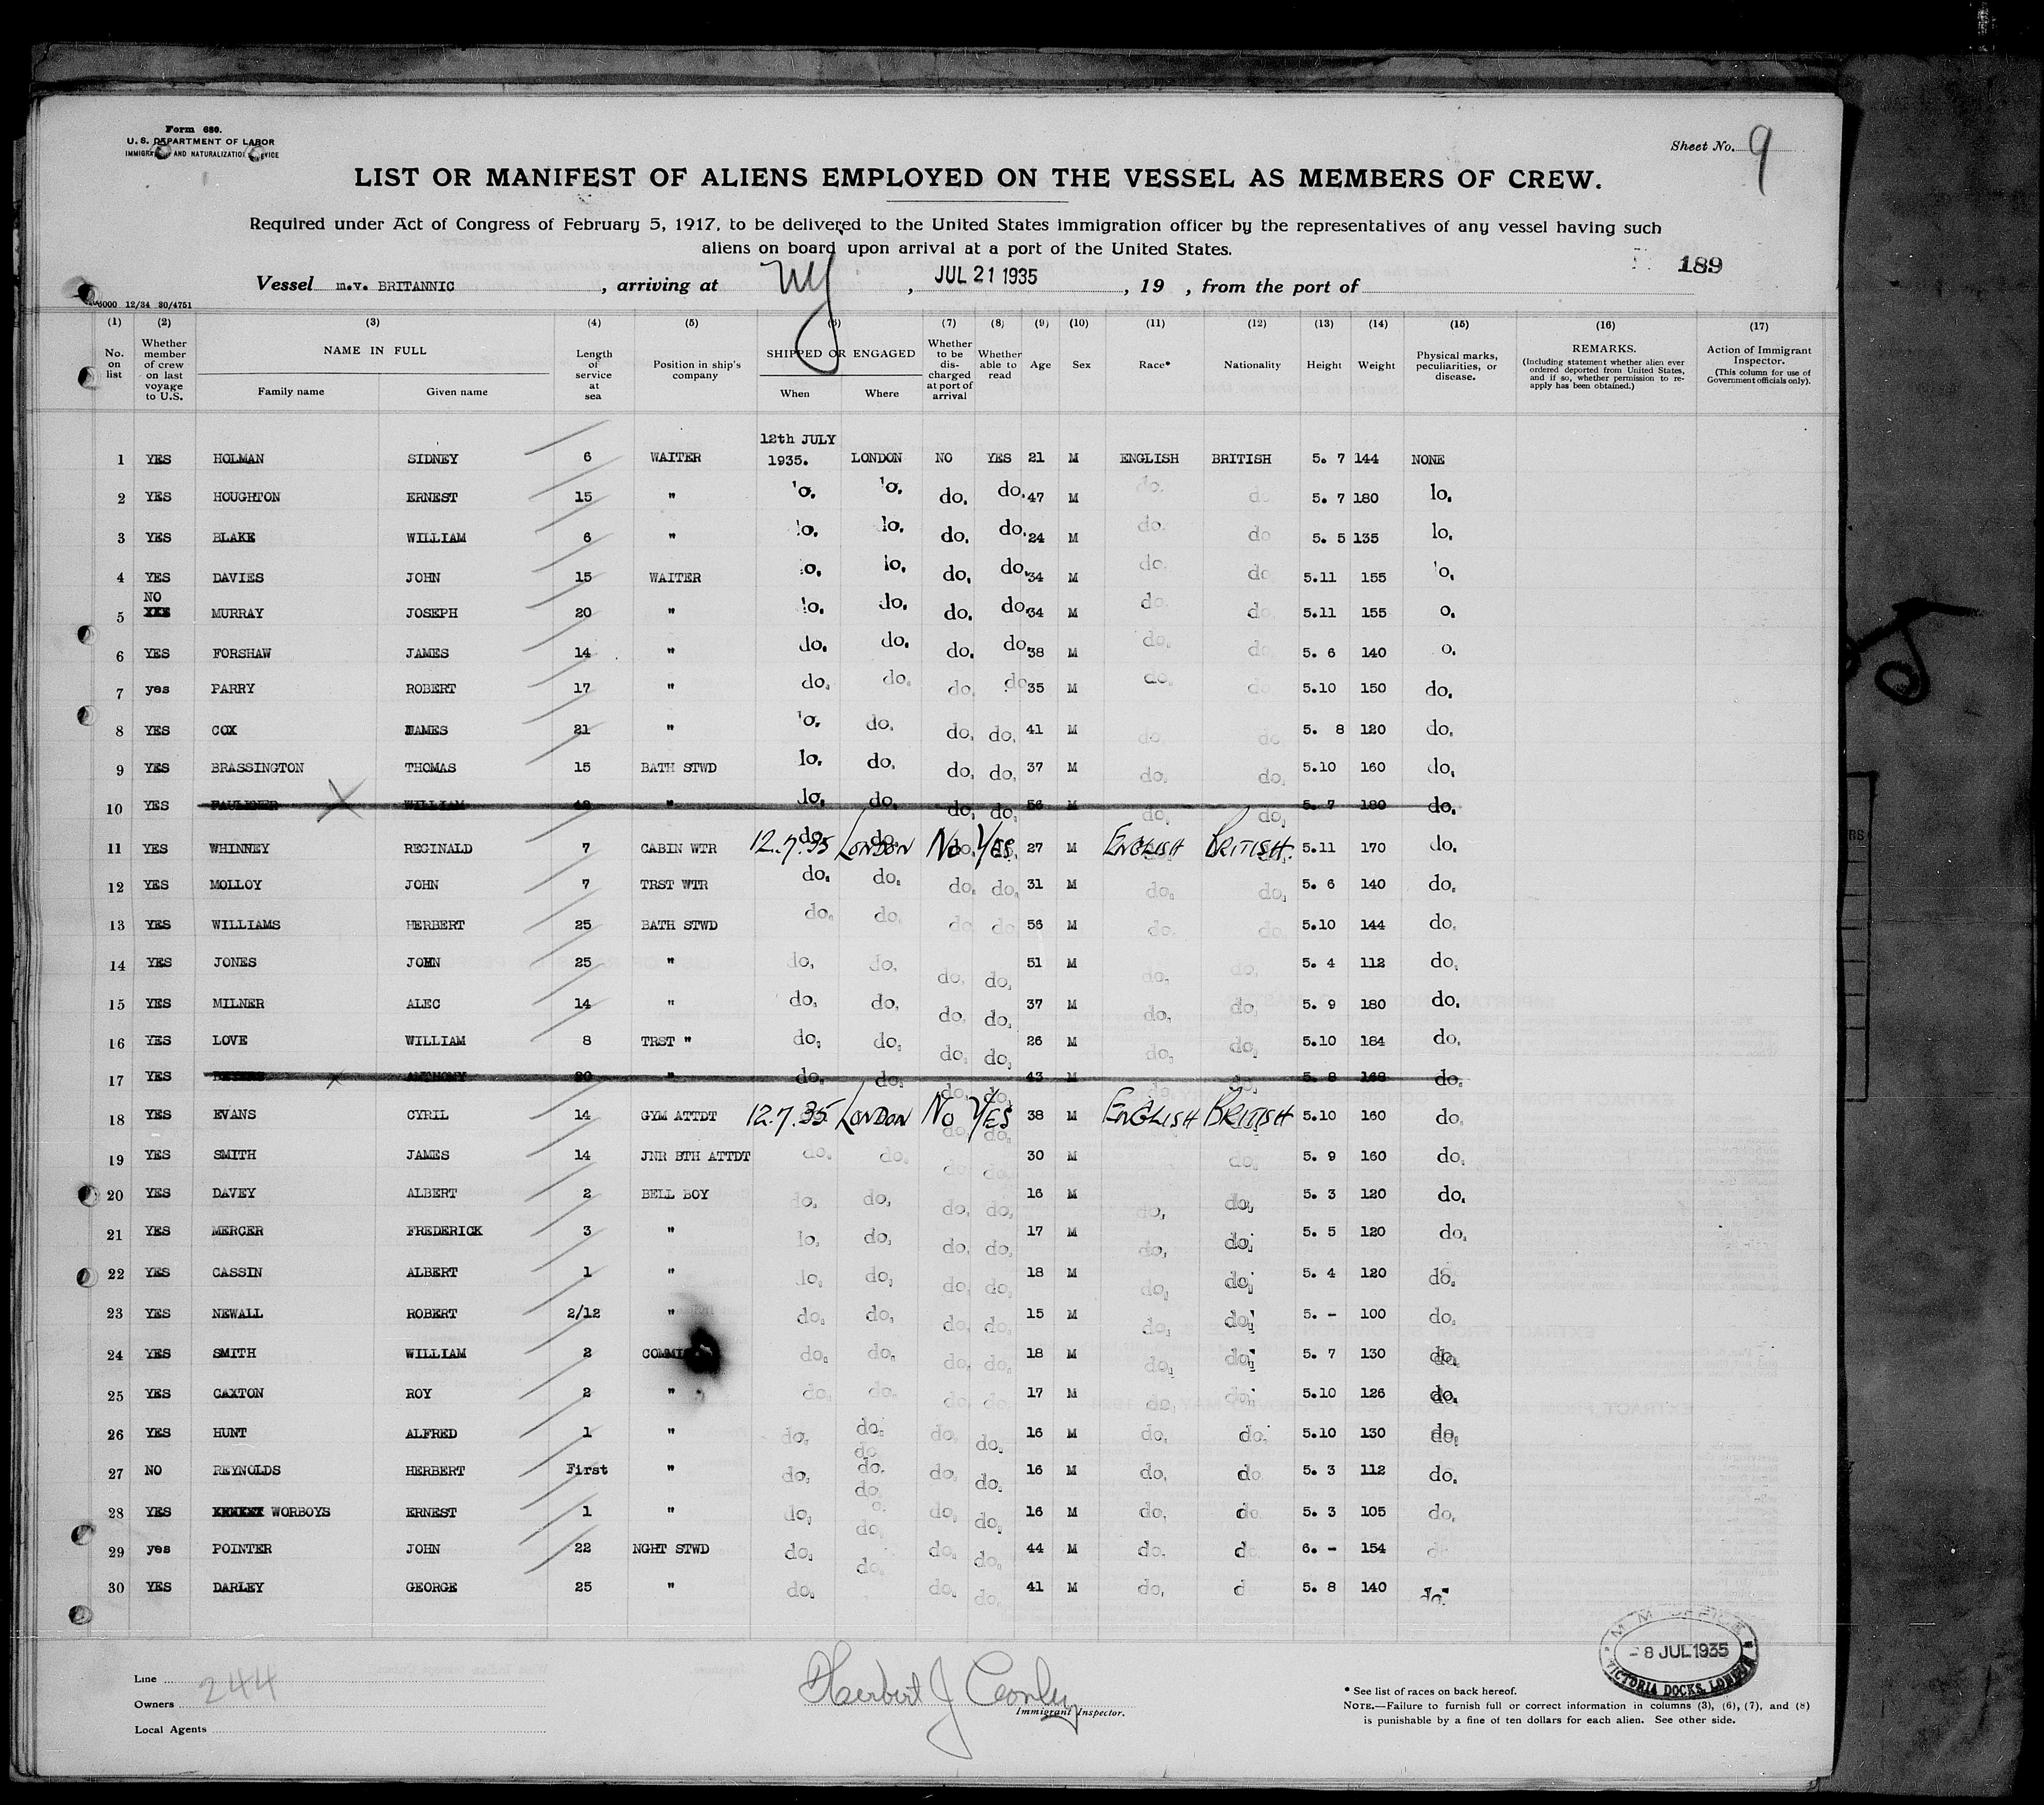 Form 680.
U. S. DEPARTMENT OF LABOR
IMMIGRATION AND NATURALIZATION SERVICE
Sheet No. 9
LIST OR MANIFEST OF ALIENS EMPLOYED ON THE VESSEL AS MEMBERS OF CREW.
Required under Act of Congress of February 5, 1917, to be delivered to the United States immigration officer by the representatives of any vessel having such
aliens on board upon arrival at a port of the United States.
189
Vessel m.v. BRITANNIC , arriving at NY , JUL 21 1935 , 19 , from the port of
5000 12/34 30/4751
(1) (2) (3) (4) (5) (6) (7) (8) (9) (10) (11) (12) (13) (14) (15) (16) (17)
No. on list Whether member of crew on last voyage to U.S. NAME IN FULL Family name Given name Length of service at sea Position in ship's company SHIPPED OR ENGAGED When Where Whether to be discharged at port of arrival Whether able to read Age Sex Race* Nationality Height Weight Physical marks, peculiarities, or disease. REMARKS. (Including statement whether alien ever ordered deported from United States, and if so, whether permission to re-apply has been obtained.) Action of Immigrant Inspector. (This column for use of Government officials only).
1 YES HOLMAN SIDNEY 6 WAITER 12th JULY 1935. LONDON NO YES 21 M ENGLISH BRITISH 5. 7 144 NONE
2 YES HOUGHTON ERNEST 15 " do. do. do. do. 47 M do. do 5. 7 180 do.
3 YES BLAKE WILLIAM 6 " do. do. do. do. 24 M do. do 5. 5 135 do.
4 YES DAVIES JOHN 15 WAITER do. do. do. do. 34 M do. do 5.11 155 do.
5 NO YES MURRAY JOSEPH 20 " do. do. do. do. 34 M do. do 5.11 155 do.
6 YES FORSHAW JAMES 14 " do. do. do. do. 38 M do. do 5. 6 140 do.
7 yes PARRY ROBERT 17 " do. do. do. do 35 M do. do 5.10 150 do.
8 YES COX JAMES 21 " do. do. do. do. 41 M do. do. 5. 8 120 do.
9 YES BRASSINGTON THOMAS 15 BATH STWD do. do. do. do. 37 M do. do. 5.10 160 do.
10 YES FAULKNER WILLIAM " do. do. do. do. 56 M do. do. 5. 7 180 do.
11 YES WHINNEY REGINALD 7 CABIN WTR 12.7.35 LONDON NO YES 27 M ENGLISH BRITISH. 5.11 170 do.
12 YES MOLLOY JOHN 7 TRST WTR do. do. do. do. 31 M do. do. 5. 6 140 do.
13 YES WILLIAMS HERBERT 25 BATH STWD do. do. do. do. 56 M do. do. 5.10 144 do.
14 YES JONES JOHN 25 " do. do. do. do. 51 M do. do. 5. 4 112 do.
15 YES MILNER ALEC 14 " do. do. do. do. 37 M do. do. 5. 9 180 do.
16 YES LOVE WILLIAM 8 TRST " do. do. do. do. 26 M do. do. 5.10 184 do.
17 YES ANTHONY 20 " do. do. do. do. 43 M do. do. 5. 8 168 do.
18 YES EVANS CYRIL 14 GYM ATTDT 12.7.35 LONDON NO YES 38 M ENGLISH BRITISH 5.10 160 do.
19 YES SMITH JAMES 14 JNR BTH ATTDT do. do. do. do. 30 M do. 5. 9 160 do.
20 YES DAVEY ALBERT 2 BELL BOY do. do. do. do. 16 M do. do. 5. 3 120 do.
21 YES MERCER FREDERICK 3 " do. do. do. do. 17 M do. do. 5. 5 120 do.
22 YES CASSIN ALBERT 1 " do. do. do. do. 18 M do. do. 5. 4 120 do.
23 YES NEWALL ROBERT 2/12 " do. do. do. do. 15 M do. do. 5. - 100 do.
24 YES SMITH WILLIAM 2 COMMI do. do. do. do. 18 M do. do. 5. 7 130 do.
25 YES CAXTON ROY 2 " do. do. do. do. 17 M do. do. 5.10 126 do.
26 YES HUNT ALFRED 1 " do. do. do. do. 16 M do. do. 5.10 130 do.
27 NO REYNOLDS HERBERT First " do. do. do. do. 16 M do. do 5. 3 112 do.
28 YES WORBOYS ERNEST 1 " do. do. do. do. 16 M do. do. 5. 3 105 do.
29 yes POINTER JOHN 22 NGHT STWD do. do. do. do. 44 M do. d 6. - 154 do
30 YES DARLEY GEORGE 25 " do. do. do. 41 M do. d 5. 8 140 do.
Line
Owners 244
Local Agents
Herbert J Conley
Immigrant Inspector.
- 8 JUL 1935
VICTORIA DOCKS, LONDON
* See list of races on back hereof.
NOTE.—Failure to furnish full or correct information in columns (3), (6), (7), and (8)
is punishable by a fine of ten dollars for each alien. See other side.